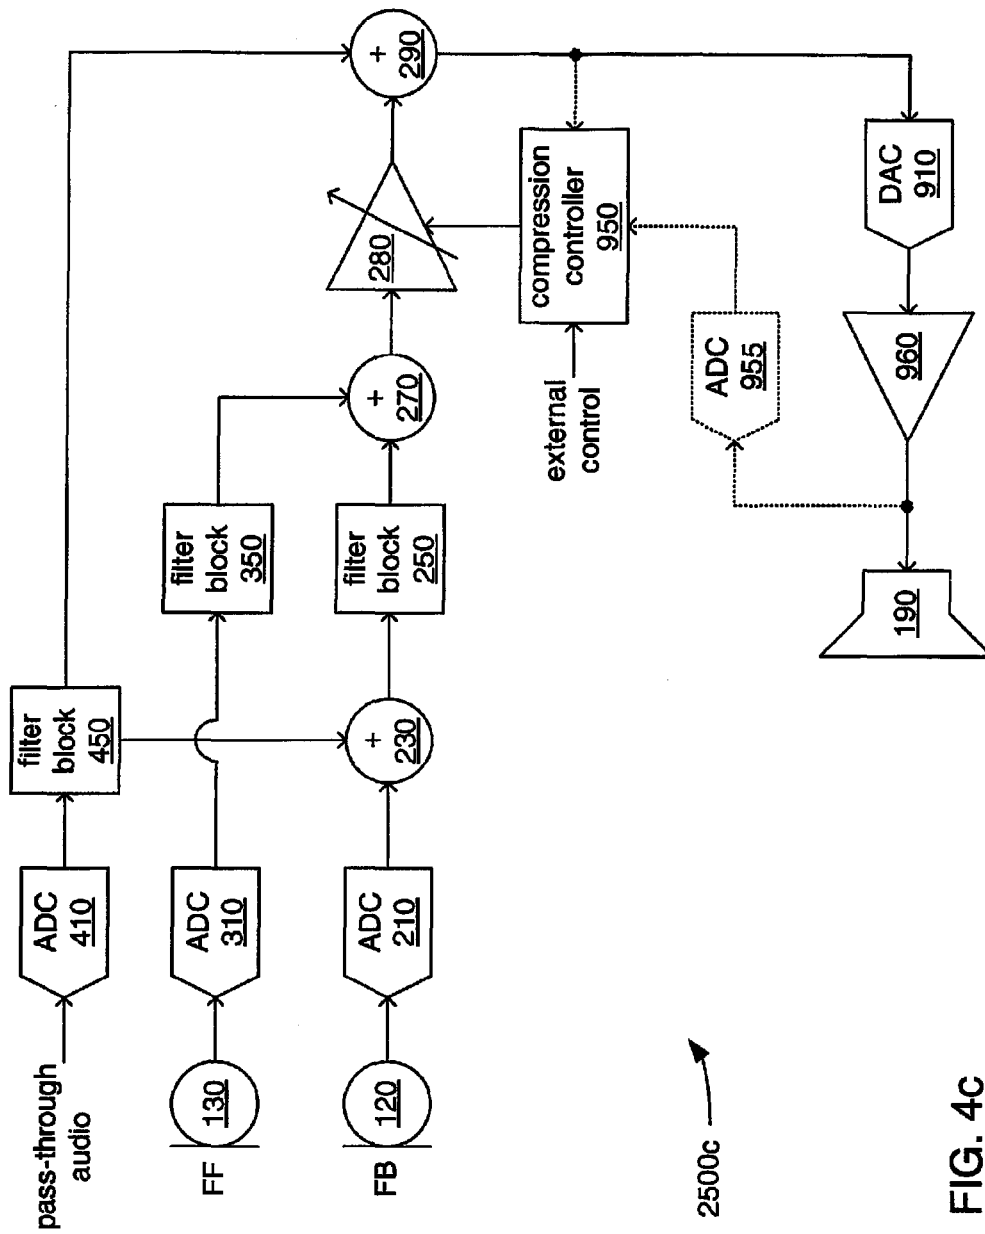 pass-through
audio
ADC
410
filter
block
450
FF
130
ADC
310
filter
block
350
FB
120
ADC
210
+
230
filter
block
250
+
270
280
+
290
external
control
compression
controller
950
ADC
955
DAC
910
960
190
2500c
FIG. 4c